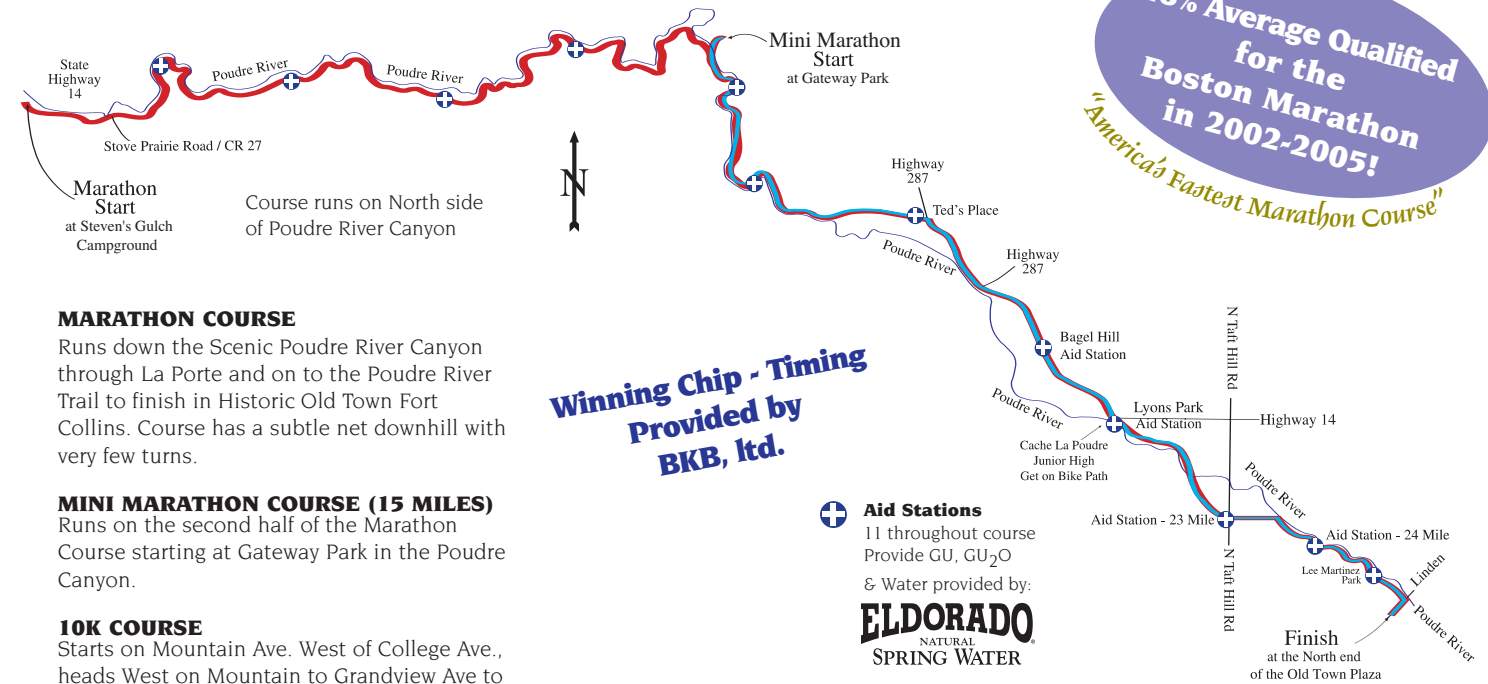 Average Qualified
for the
Boston Marathon
in 2002-2005!
"America's Fastest Marathon Course"
Mini Marathon
Start
at Gateway Park
State
Highway
14
Poudre River
Poudre River
Stove Prairie Road / CR 27
Marathon
Start
at Steven's Gulch
Campground
Course runs on North side
of Poudre River Canyon
N
Highway
287
Ted's Place
Poudre River
Highway
287
MARATHON COURSE
Runs down the Scenic Poudre River Canyon
through La Porte and on to the Poudre River
Trail to finish in Historic Old Town Fort
Collins. Course has a subtle net downhill with
very few turns.
MINI MARATHON COURSE (15 MILES)
Runs on the second half of the Marathon
Course starting at Gateway Park in the Poudre
Canyon.
10K COURSE
Starts on Mountain Ave. West of College Ave.,
heads West on Mountain to Grandview Ave to
Winning Chip - Timing
Provided by
BKB, ltd.
Bagel Hill
Aid Station
N Taft Hill Rd
Poudre River
Lyons Park
Aid Station
Highway 14
Cache La Poudre
Junior High
Get on Bike Path
Poudre River
Aid Station - 23 Mile
Aid Station - 24 Mile
Lee Martinez
Park
Linden
N Taft Hill Rd
Poudre River
Finish
at the North end
of the Old Town Plaza
Aid Stations
11 throughout course
Provide GU, GU2O
& Water provided by:
ELDORADO
NATURAL
SPRING WATER